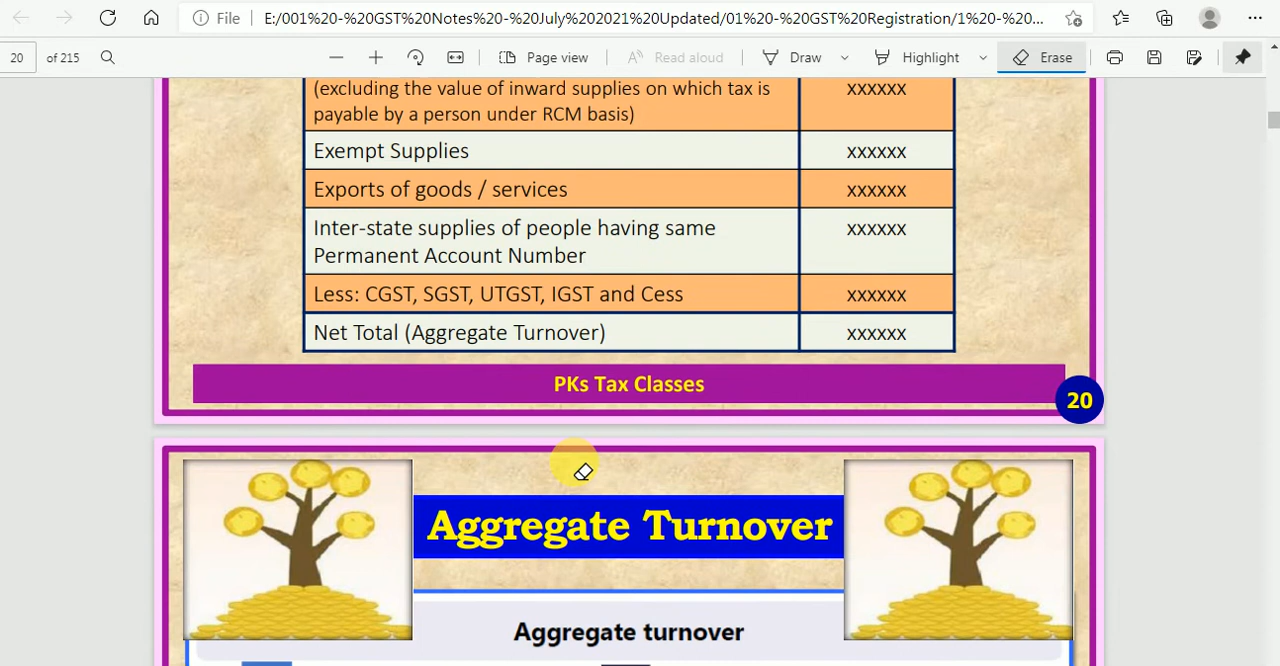 File
E:/001%20-%20GST%20Notes%20-%20July%202021%20Updated/01%20-%20GST%20Registration/1%20-%20...
20 of 215
Page view
Read aloud
Draw
Highlight
Erase
(excluding the value of inward supplies on which tax is
payable by a person under RCM basis)
xxxxxx
Exempt Supplies xxxxxx
Exports of goods / services xxxxxx
Inter-state supplies of people having same
Permanent Account Number
xxxxxx
Less: CGST, SGST, UTGST, IGST and Cess xxxxxx
Net Total (Aggregate Turnover) xxxxxx
PKs Tax Classes
20
Aggregate Turnover
Aggregate turnover